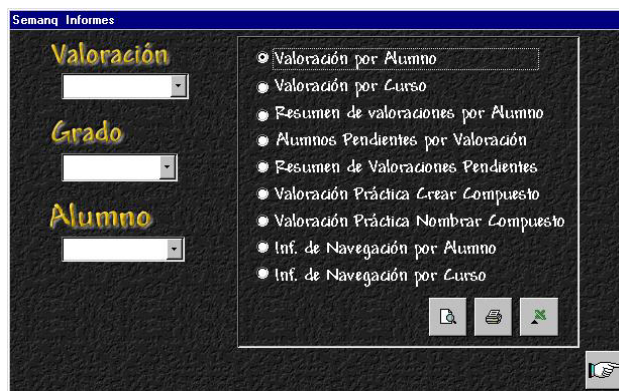 Semanq Informes
Valoración
Grado
Alumno
Valoración por Alumno
Valoración por Curso
Resumen de valoraciones por Alumno
Alumnos Pendientes por Valoración
Resumen de Valoraciones Pendientes
Valoración Práctica Crear Compuesto
Valoración Práctica Nombrar Compuesto
Inf. de Navegación por Alumno
Inf. de Navegación por Curso